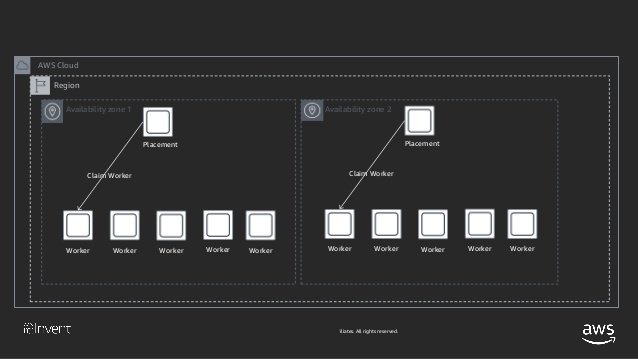 AWS Cloud
Region
Availability zone 1
Availability zone 2
Placement
Placement
Claim Worker
Claim Worker
Worker
Worker
Worker
Worker
Worker
Worker
Worker
Worker
Worker
Worker
re:Invent
iliates. All rights reserved.
aws